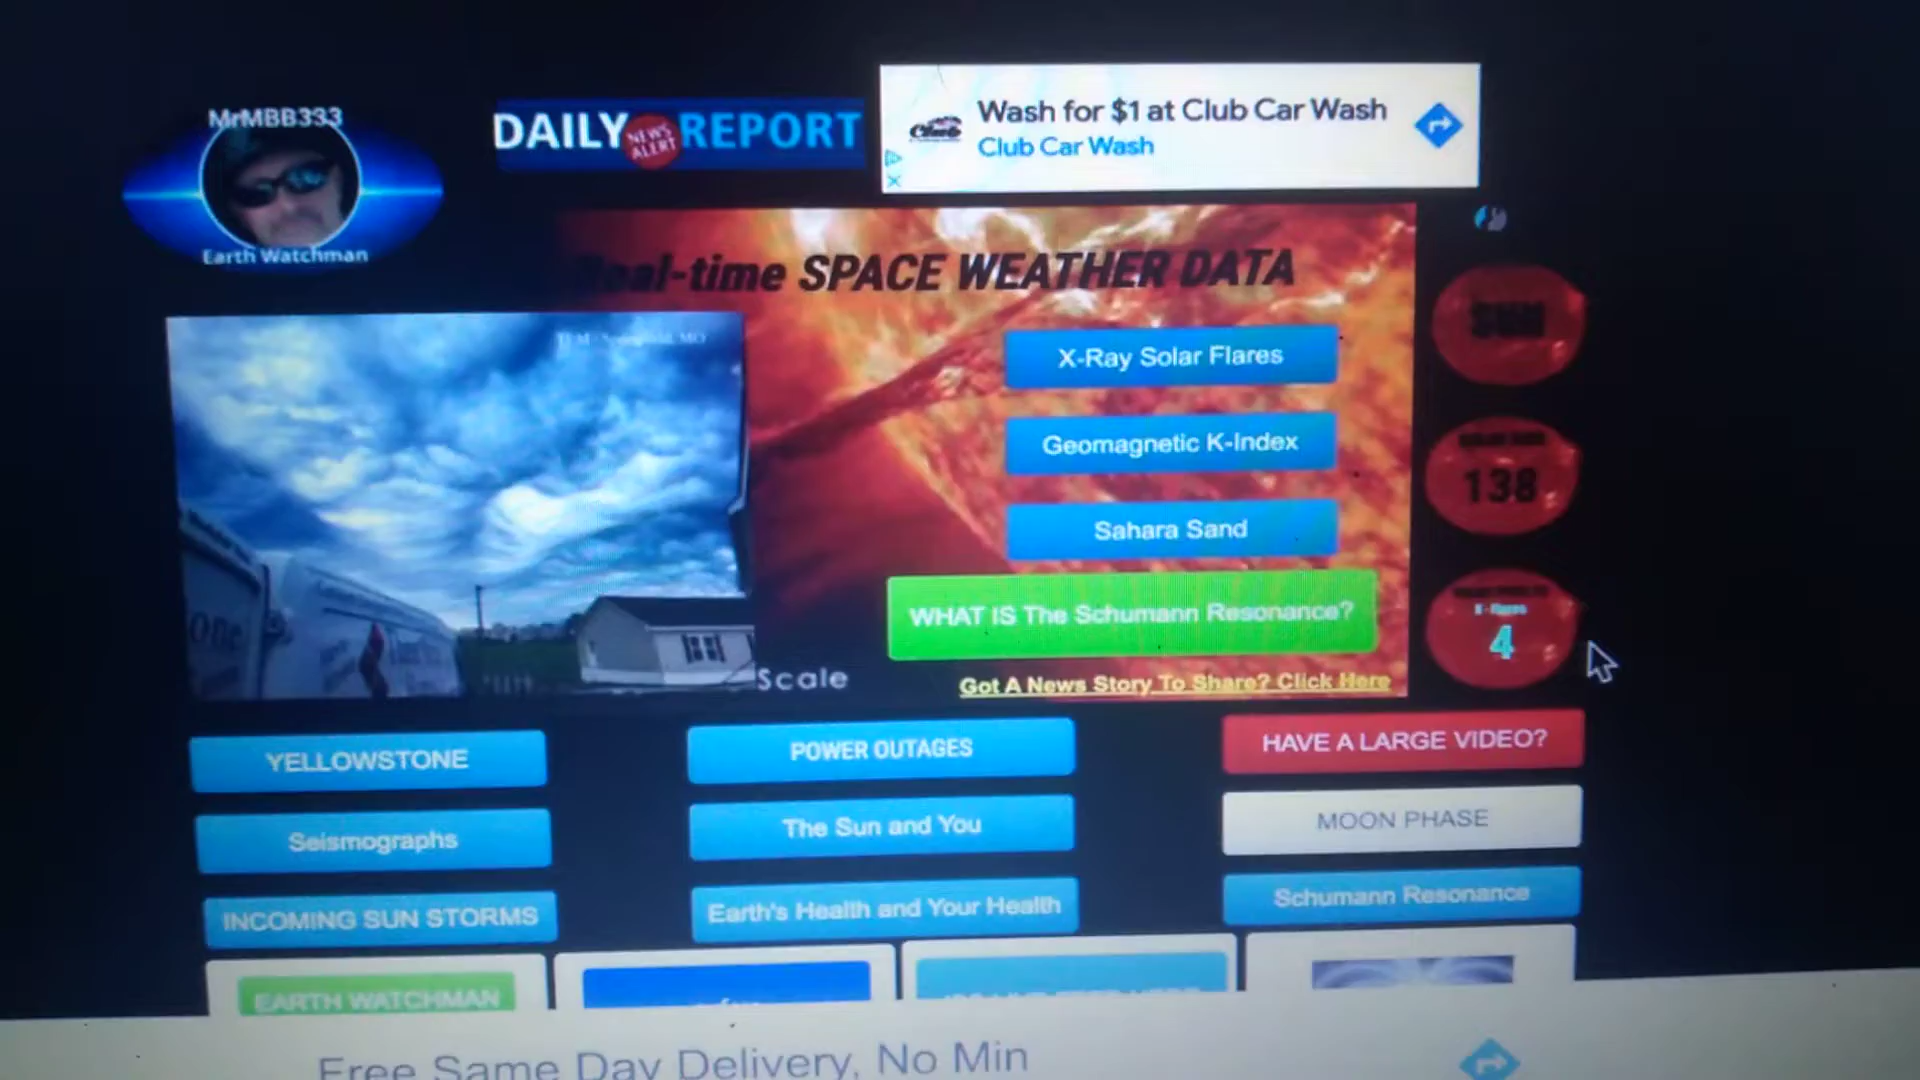 MrMBB333
Earth Watchman
DAILY NEWS ALERT REPORT
Wash for $1 at Club Car Wash
Club Car Wash
Club
Real-time SPACE WEATHER DATA
X-Ray Solar Flares
Geomagnetic K-Index
Sahara Sand
WHAT IS The Schumann Resonance?
Got A News Story To Share? Click Here
Scale
SUN
138
X - flares
4
YELLOWSTONE
POWER OUTAGES
HAVE A LARGE VIDEO?
Seismographs
The Sun and You
MOON PHASE
INCOMING SUN STORMS
Earth's Health and Your Health
Schumann Resonance
EARTH WATCHMAN
Free Same Day Delivery, No Min